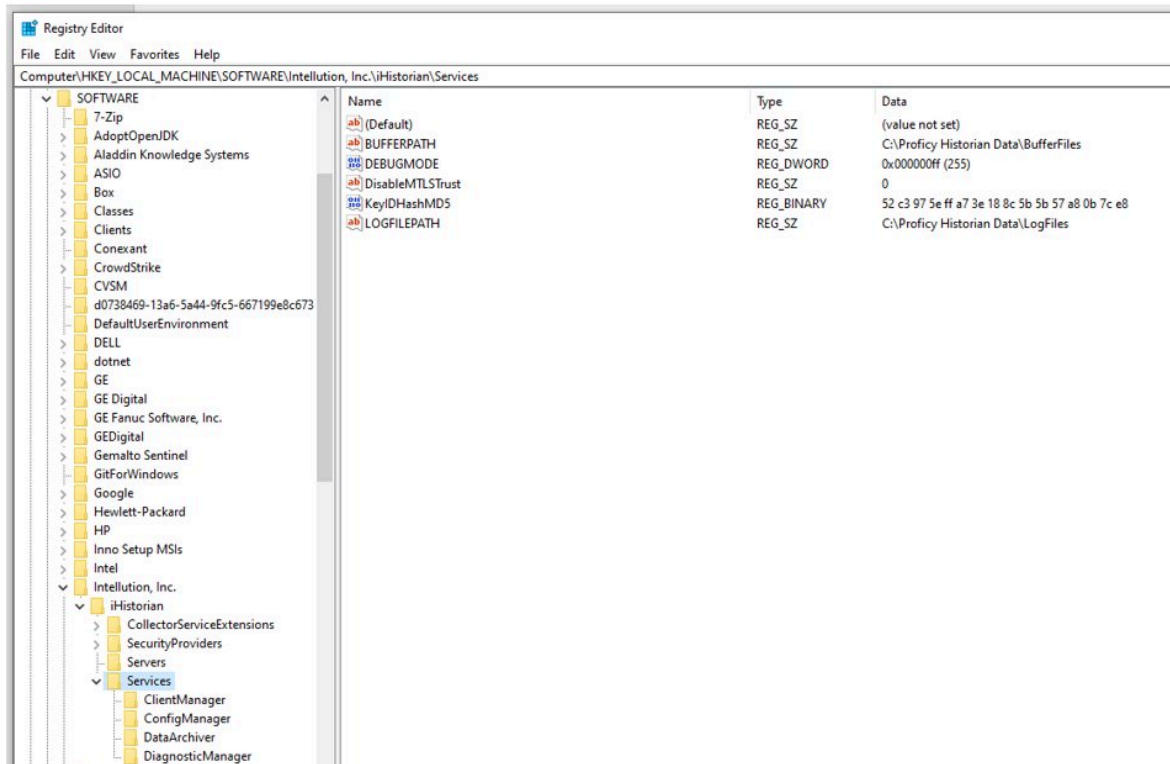 Registry Editor
File Edit View Favorites Help
Computer\HKEY_LOCAL_MACHINE\SOFTWARE\Intellution, Inc.\iHistorian\Services
SOFTWARE
7-Zip
AdoptOpenJDK
Aladdin Knowledge Systems
ASIO
Box
Classes
Clients
Conexant
CrowdStrike
CVSM
d0738469-13a6-5a44-9fc5-667199e8c673
DefaultUserEnvironment
DELL
dotnet
GE
GE Digital
GE Fanuc Software, Inc.
GEDigital
Gemalto Sentinel
GitForWindows
Google
Hewlett-Packard
HP
Inno Setup MSIs
Intel
Intellution, Inc.
iHistorian
CollectorServiceExtensions
SecurityProviders
Servers
Services
ClientManager
ConfigManager
DataArchiver
DiagnosticManager
Name Type Data
(Default) REG_SZ (value not set)
BUFFERPATH REG_SZ C:\Proficy Historian Data\BufferFiles
DEBUGMODE REG_DWORD 0x000000ff (255)
DisableMTLSTrust REG_SZ 0
KeyIDHashMD5 REG_BINARY 52 c3 97 5e ff a7 3e 18 8c 5b 5b 57 a8 0b 7c e8
LOGFILEPATH REG_SZ C:\Proficy Historian Data\LogFiles